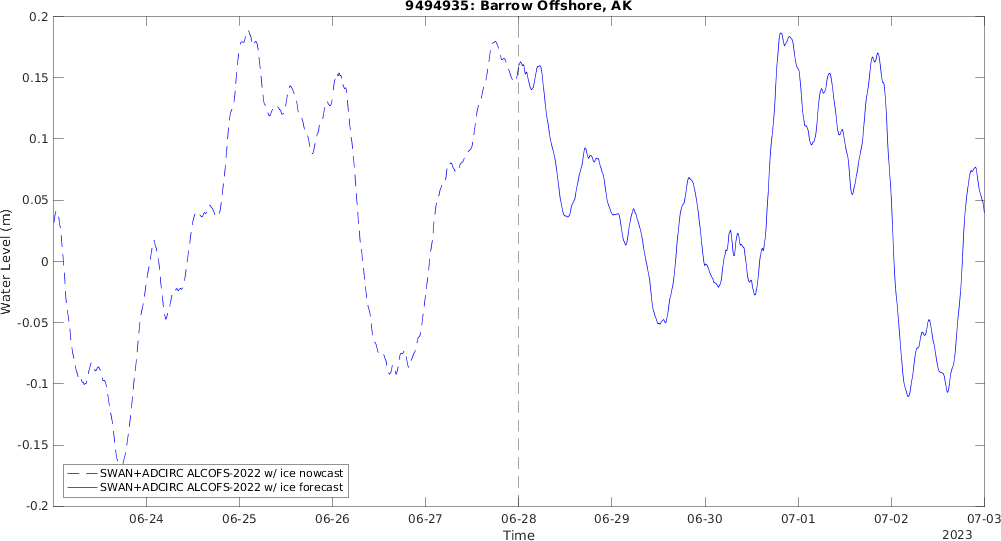 9494935: Barrow Offshore, AK
0.2
0.15
0.1
0.05
0
-0.05
-0.1
-0.15
-0.2
Water Level (m)
SWAN+ADCIRC ALCOFS-2022 w/ ice nowcast
SWAN+ADCIRC ALCOFS-2022 w/ ice forecast
06-24 06-25 06-26 06-27 06-28 06-29 06-30 07-01 07-02 07-03
Time
2023